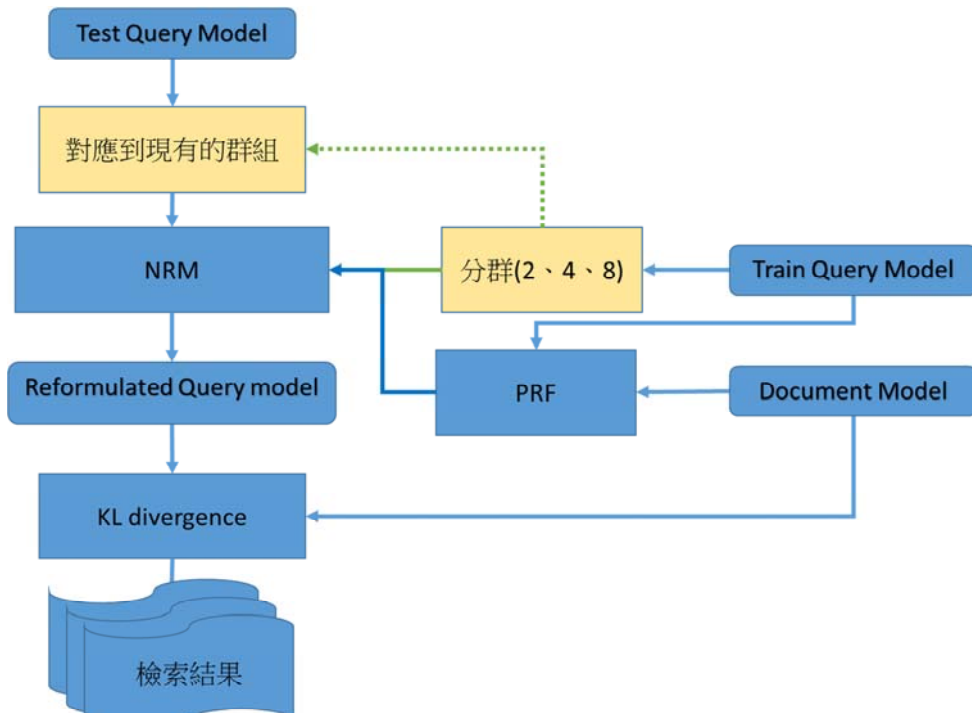 Test Query Model
對應到現有的群組
NRM
分群(2、4、8)
Train Query Model
Reformulated Query model
PRF
Document Model
KL divergence
檢索結果